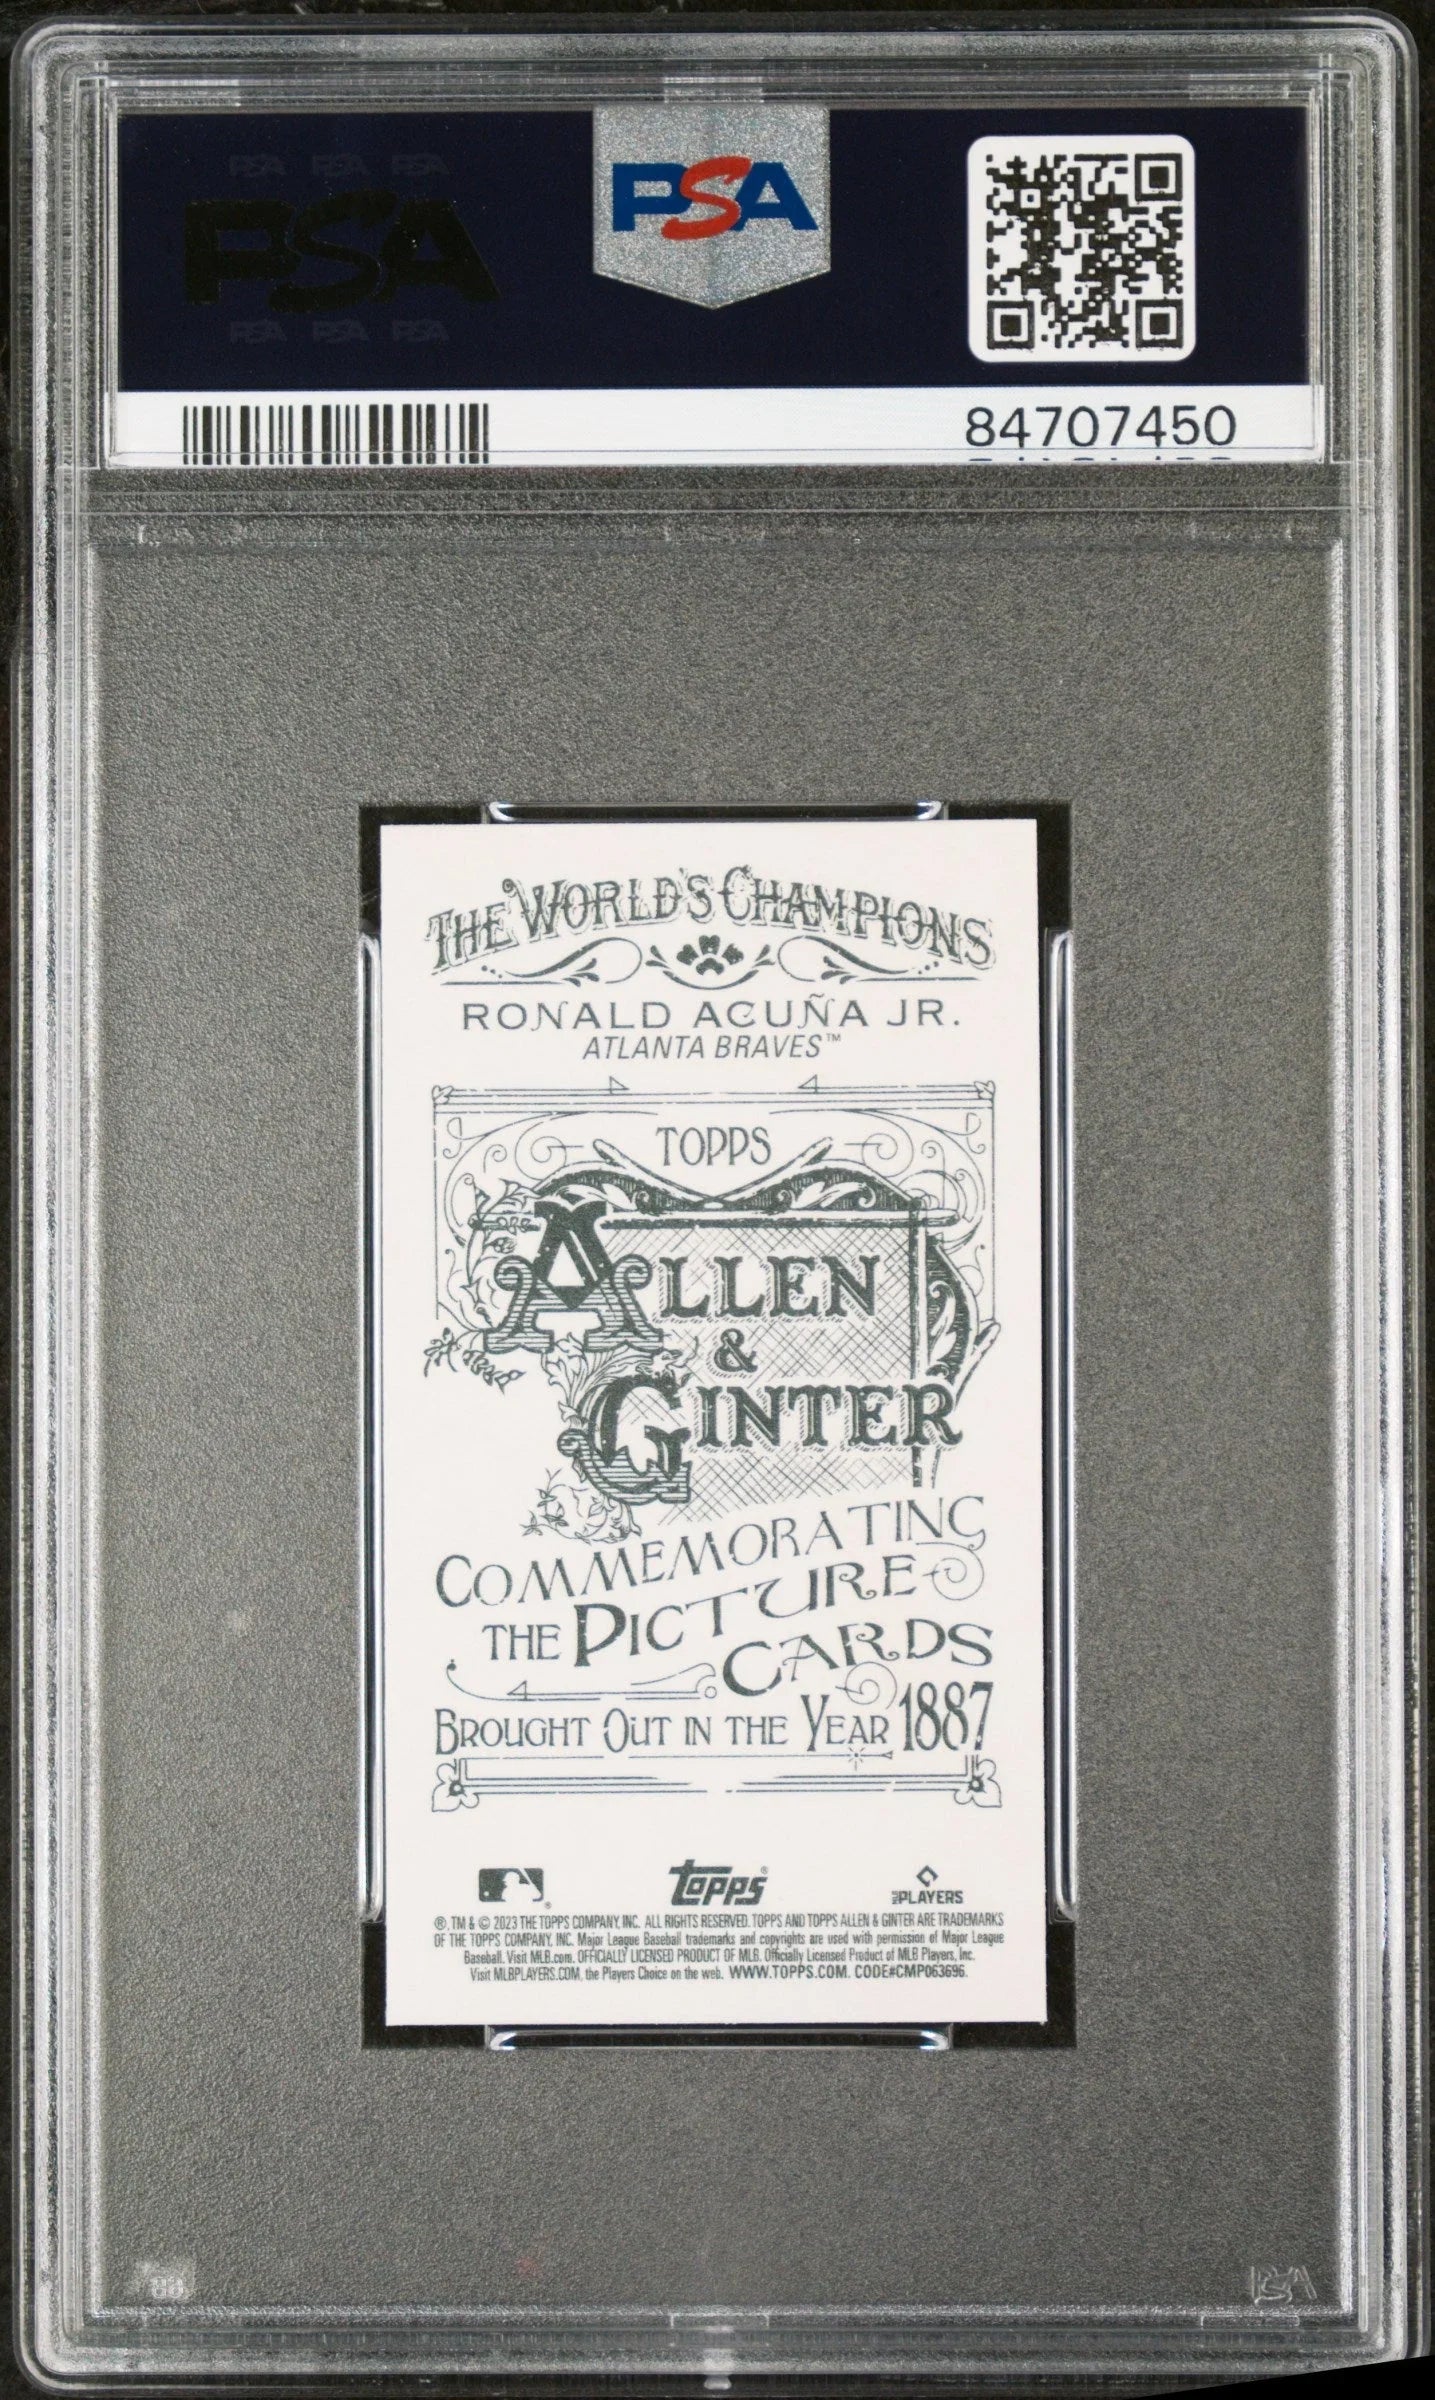 PSA PSA PSA
PSA
PSA PSA PSA
PSA
84707450
THE WORLD'S CHAMPIONS
RONALD ACUÑA JR.
ATLANTA BRAVES™
TOPPS
ALLEN
&
GINTER
COMMEMORATING
THE PICTURE
CARDS
BROUGHT OUT IN THE YEAR 1887
topps®
PLAYERS
®, TM & © 2023 THE TOPPS COMPANY, INC. ALL RIGHTS RESERVED. TOPPS AND TOPPS ALLEN & GINTER ARE TRADEMARKS
OF THE TOPPS COMPANY, INC. Major League Baseball trademarks and copyrights are used with permission of Major League
Baseball. Visit MLB.com. OFFICIALLY LICENSED PRODUCT OF MLB. Officially Licensed Product of MLB Players, Inc.
Visit MLBPLAYERS.COM, the Players Choice on the web. WWW.TOPPS.COM. CODE#CMP063696.
PSA